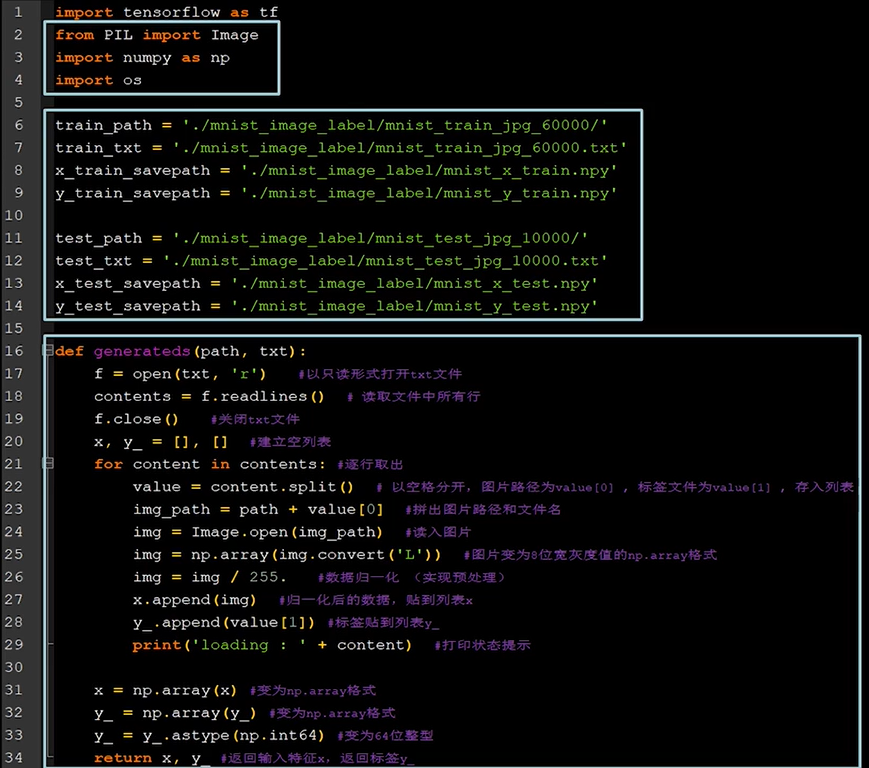 1 import tensorflow as tf
2 from PIL import Image
3 import numpy as np
4 import os
5
6 train_path = './mnist_image_label/mnist_train_jpg_60000/'
7 train_txt = './mnist_image_label/mnist_train_jpg_60000.txt'
8 x_train_savepath = './mnist_image_label/mnist_x_train.npy'
9 y_train_savepath = './mnist_image_label/mnist_y_train.npy'
10
11 test_path = './mnist_image_label/mnist_test_jpg_10000/'
12 test_txt = './mnist_image_label/mnist_test_jpg_10000.txt'
13 x_test_savepath = './mnist_image_label/mnist_x_test.npy'
14 y_test_savepath = './mnist_image_label/mnist_y_test.npy'
15
16 def generateds(path, txt):
17 f = open(txt, 'r') #以只读形式打开txt文件
18 contents = f.readlines() # 读取文件中所有行
19 f.close() #关闭txt文件
20 x, y_ = [], [] #建立空列表
21 for content in contents: #逐行取出
22 value = content.split() # 以空格分开，图片路径为value[0] , 标签文件为value[1] , 存入列表
23 img_path = path + value[0] #拼出图片路径和文件名
24 img = Image.open(img_path) #读入图片
25 img = np.array(img.convert('L')) #图片变为8位宽灰度值的np.array格式
26 img = img / 255. #数据归一化 （实现预处理）
27 x.append(img) #归一化后的数据，贴到列表x
28 y_.append(value[1]) #标签贴到列表y_
29 print('loading : ' + content) #打印状态提示
30
31 x = np.array(x) #变为np.array格式
32 y_ = np.array(y_) #变为np.array格式
33 y_ = y_.astype(np.int64) #变为64位整型
34 return x, y_ #返回输入特征x，返回标签y_